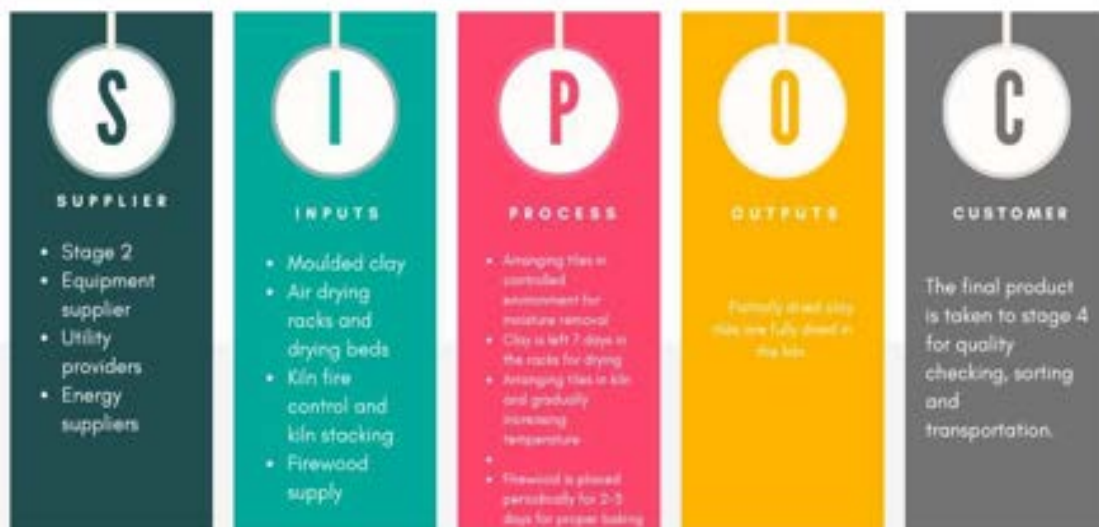 S
SUPPLIER
• Stage 2
• Equipment
supplier
• Utility
providers
• Energy
suppliers
I
INPUTS
• Moulded clay
• Air drying
racks and
drying beds
• Kiln fire
control and
kiln stacking
• Firewood
supply
P
PROCESS
• Arranging tiles in
controlled
environment for
moisture removal
• Clay is left 7 days in
the racks for drying
• Arranging tiles in kiln
and gradually
increasing
temperature
•
• Firewood is placed
periodically for 2-3
days for proper baking
O
OUTPUTS
Partially dried clay
tiles are fully dried in
the kiln
C
CUSTOMER
The final product
is taken to stage 4
for quality
checking, sorting
and
transportation.